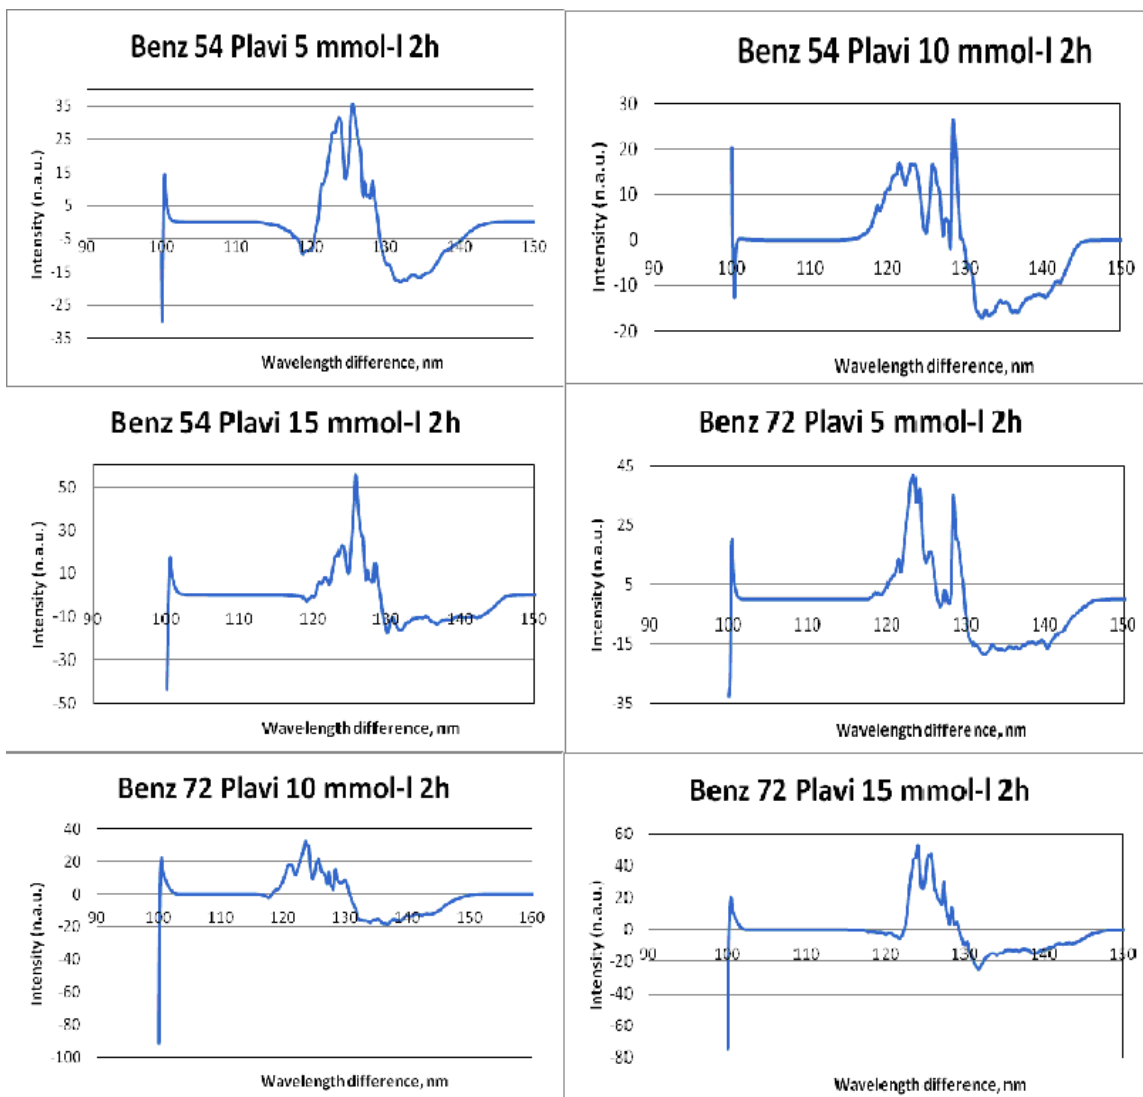 Benz 54 Plavi 5 mmol-l 2h
Intensity (n.a.u.)
35
25
15
5
-5
-15
-25
-35
90 100 110 120 130 140 150
Wavelength difference, nm
Benz 54 Plavi 10 mmol-l 2h
Intensity (n.a.u.)
30
20
10
0
-10
-20
90 100 110 120 130 140 150
Wavelength difference, nm
Benz 54 Plavi 15 mmol-l 2h
Intensity (n.a.u.)
50
30
10
-10
-30
-50
90 100 110 120 130 140 150
Wavelength difference, nm
Benz 72 Plavi 5 mmol-l 2h
Intensity (n.a.u.)
45
25
5
-15
-35
90 100 110 120 130 140 150
Wavelength difference, nm
Benz 72 Plavi 10 mmol-l 2h
Intensity (n.a.u.)
40
20
0
-20
-40
-60
-80
-100
90 100 110 120 130 140 150 160
Wavelength difference, nm
Benz 72 Plavi 15 mmol-l 2h
Intensity (n.a.u.)
60
40
20
0
-20
-40
-60
-80
90 100 110 120 130 140 150
Wavelength difference, nm